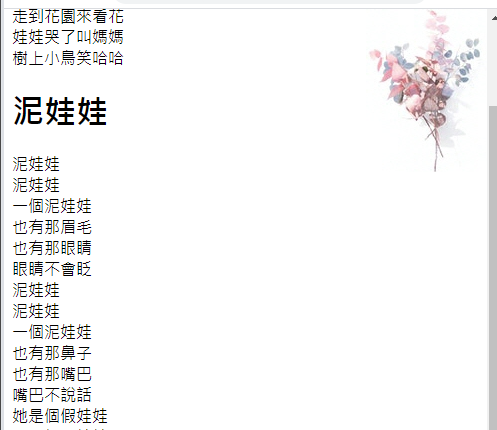 走到花園來看花
娃娃哭了叫媽媽
樹上小鳥笑哈哈
泥娃娃
泥娃娃
泥娃娃
一個泥娃娃
也有那眉毛
也有那眼睛
眼睛不會眨
泥娃娃
泥娃娃
一個泥娃娃
也有那鼻子
也有那嘴巴
嘴巴不說話
她是個假娃娃